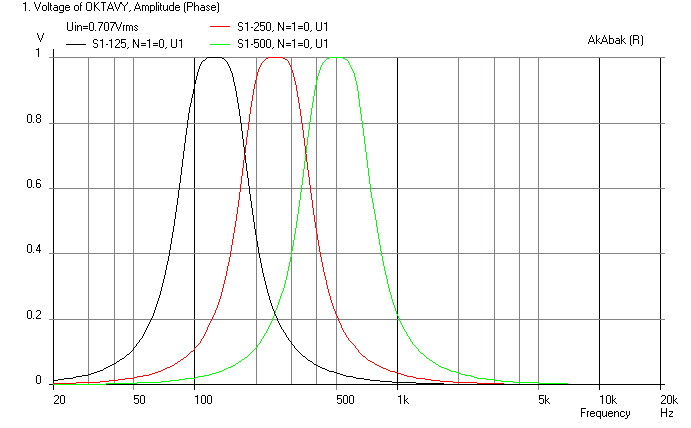 1. Voltage of OKTAVY, Amplitude (Phase)
Uin=0.707Vrms S1-250, N=1=0, U1
V S1-125, N=1=0, U1 S1-500, N=1=0, U1 AkAbak (R)
1
0.8
0.6
0.4
0.2
0
20 50 100 500 1k 5k 10k 20k
Frequency Hz